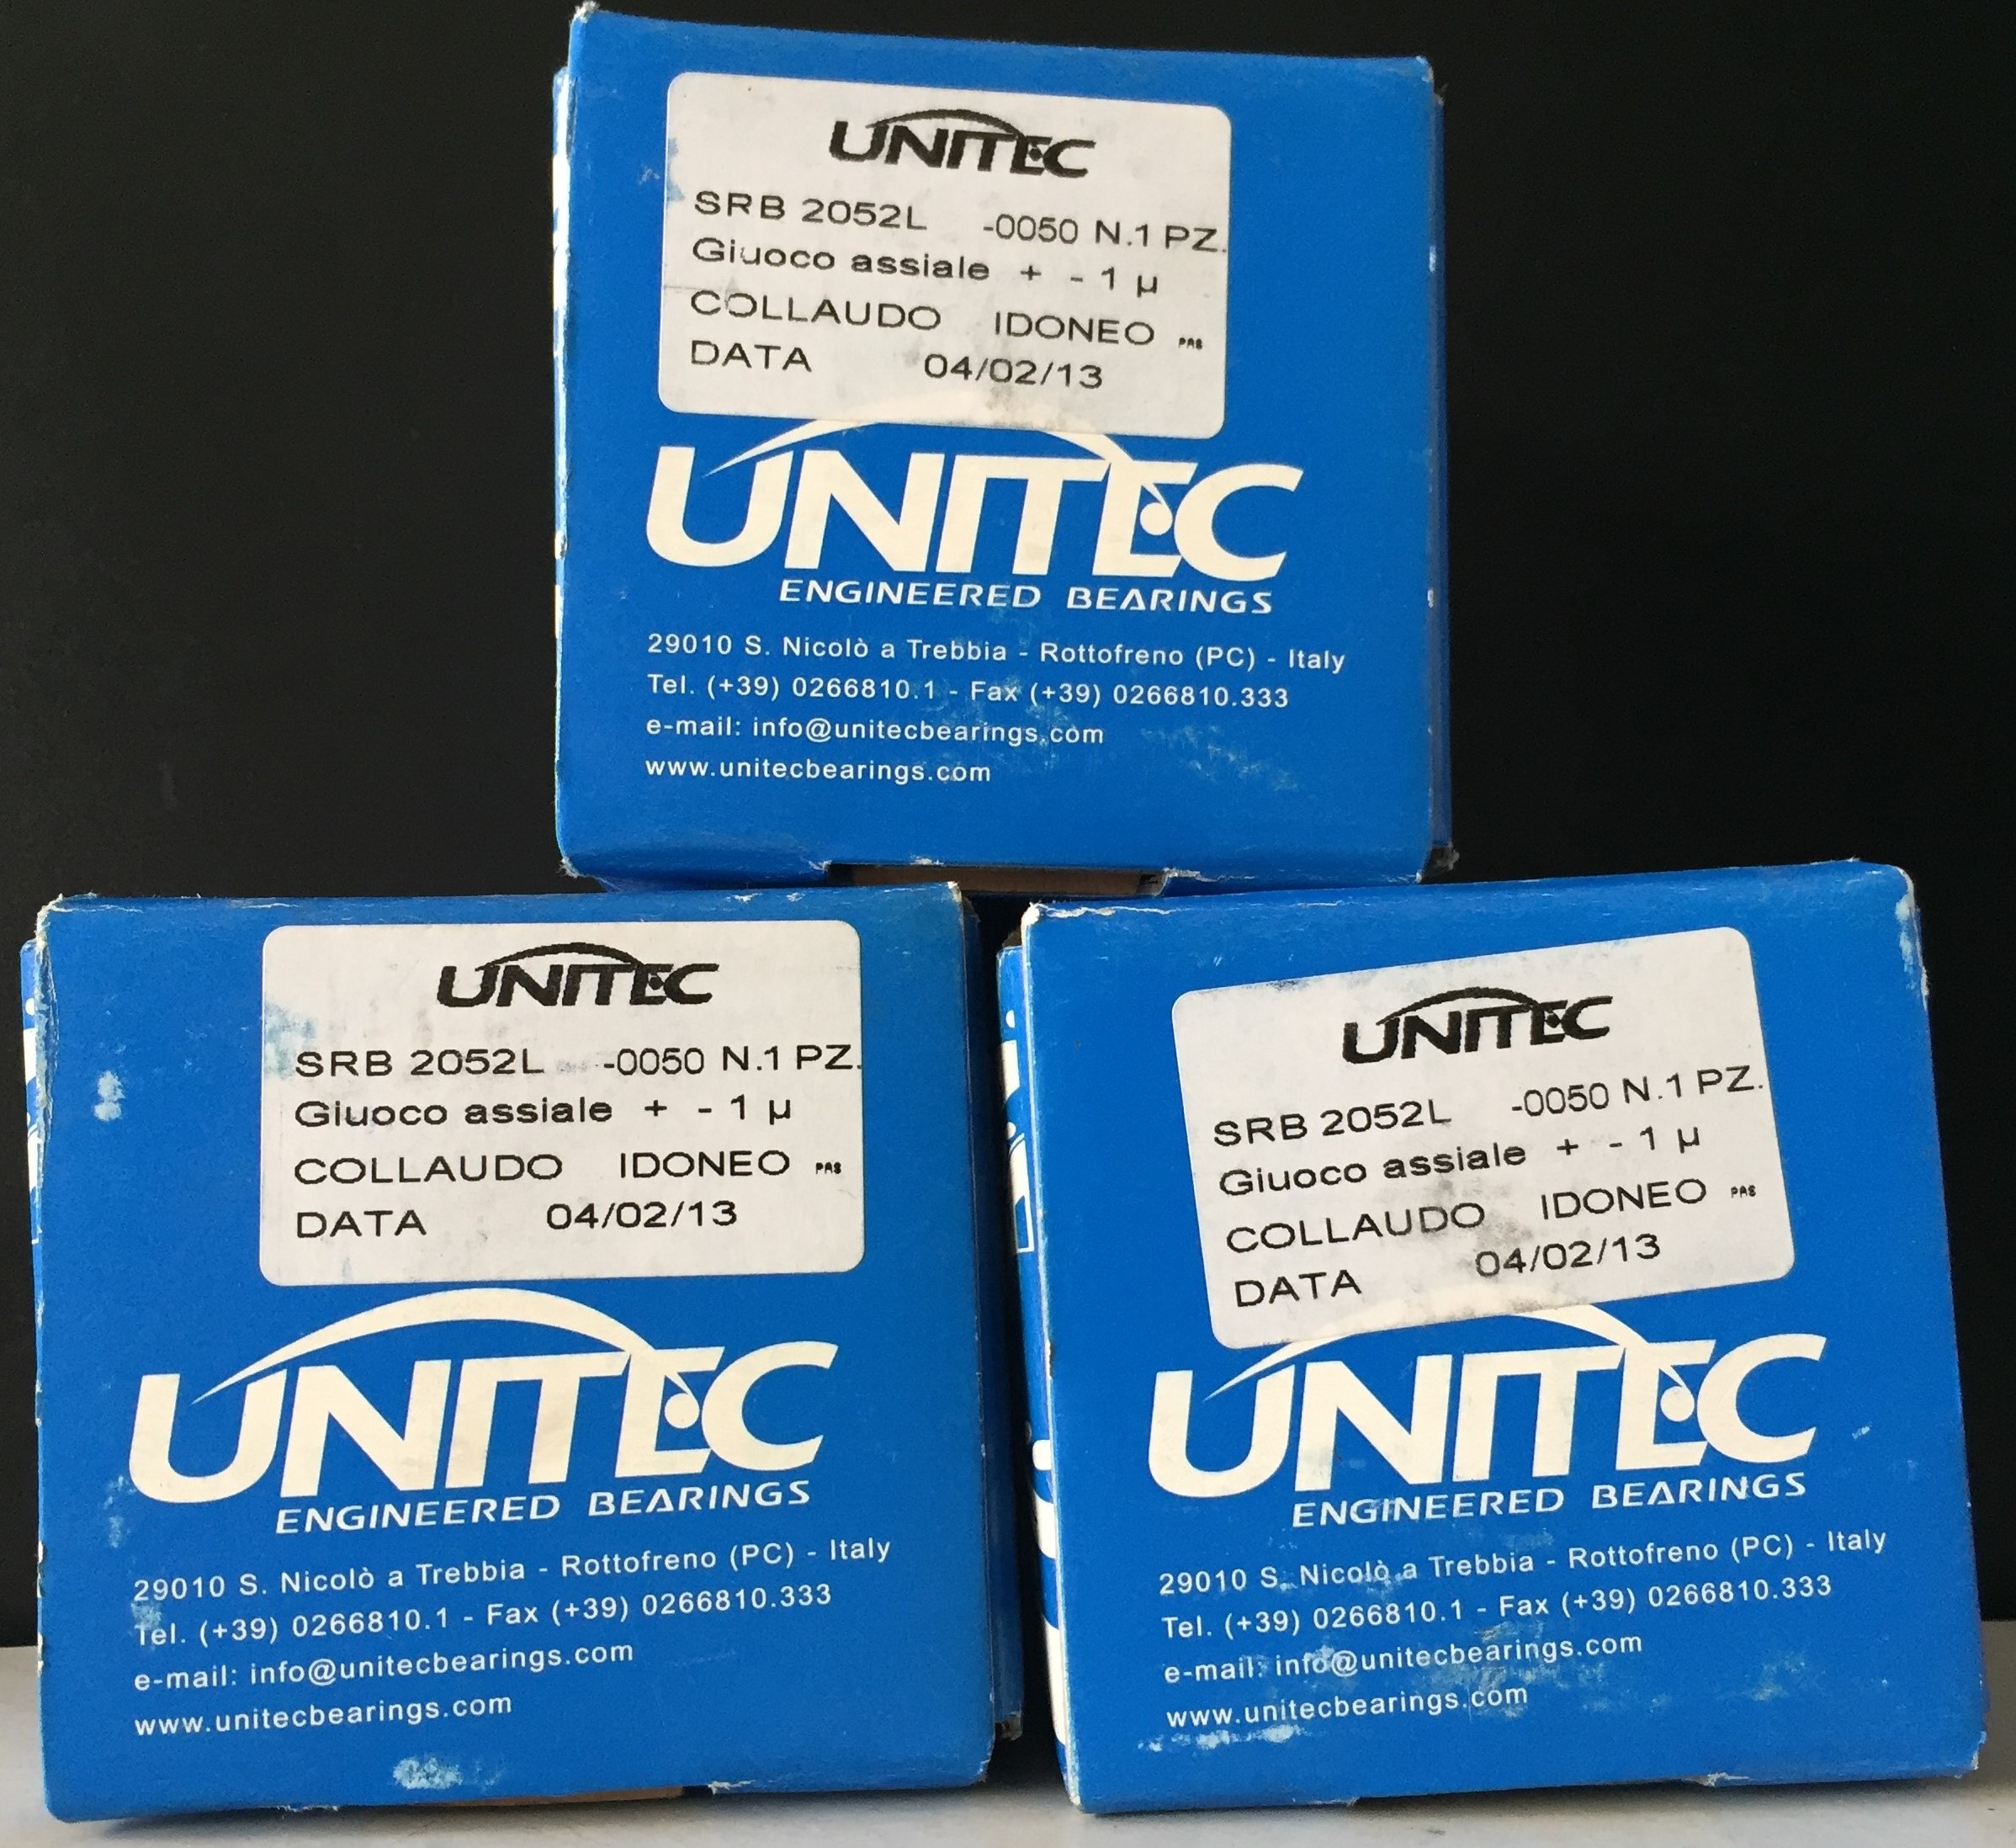 UNITEC
SRB 2052L -0050 N.1 PZ.
Giuoco assiale + - 1 µ
COLLAUDO IDONEO PAS
DATA 04/02/13
UNITEC
ENGINEERED BEARINGS
29010 S. Nicolò a Trebbia - Rottofreno (PC) - Italy
Tel. (+39) 0266810.1 - Fax (+39) 0266810.333
e-mail: info@unitecbearings.com
www.unitecbearings.com
UNITEC
SRB 2052L -0050 N.1 PZ.
Giuoco assiale + - 1 µ
COLLAUDO IDONEO PAS
DATA 04/02/13
UNITEC
ENGINEERED BEARINGS
29010 S. Nicolò a Trebbia - Rottofreno (PC) - Italy
Tel. (+39) 0266810.1 - Fax (+39) 0266810.333
e-mail: info@unitecbearings.com
www.unitecbearings.com
UNITEC
SRB 2052L -0050 N.1 PZ.
Giuoco assiale + - 1 µ
COLLAUDO IDONEO PAS
DATA 04/02/13
UNITEC
ENGINEERED BEARINGS
29010 S. Nicolò a Trebbia - Rottofreno (PC) - Italy
Tel. (+39) 0266810.1 - Fax (+39) 0266810.333
e-mail: info@unitecbearings.com
www.unitecbearings.com